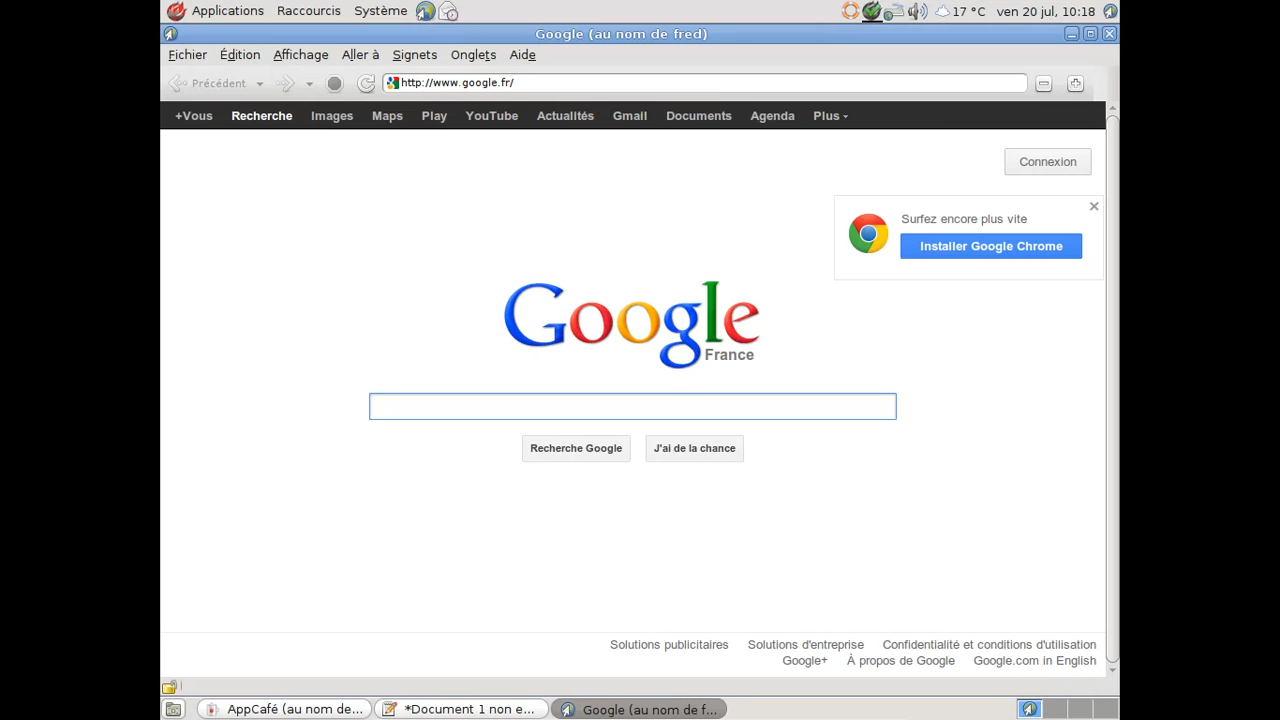 Applications Raccourcis Système 17 °C ven 20 jul, 10:18
Google (au nom de fred)
Fichier Édition Affichage Aller à Signets Onglets Aide
Précédent http://www.google.fr/
+Vous Recherche Images Maps Play YouTube Actualités Gmail Documents Agenda Plus
Connexion
Surfez encore plus vite
Installer Google Chrome
Google
France
Recherche Google J'ai de la chance
Solutions publicitaires Solutions d'entreprise Confidentialité et conditions d'utilisation
Google+ À propos de Google Google.com in English
AppCafé (au nom de... *Document 1 non e... Google (au nom de f...